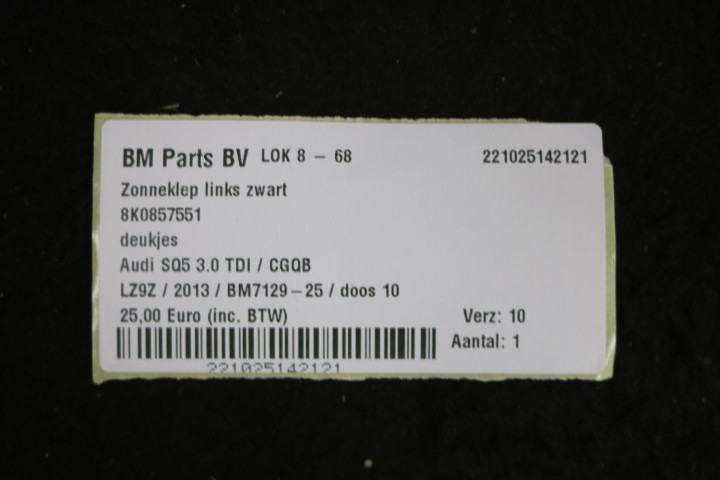 BM Parts BV LOK 8 – 68 221025142121
Zonneklep links zwart
8K0857551
deukjes
Audi SQ5 3.0 TDI / CGQB
LZ9Z / 2013 / BM7129–25 / doos 10
25,00 Euro (inc. BTW) Verz: 10
Aantal: 1
221025142121